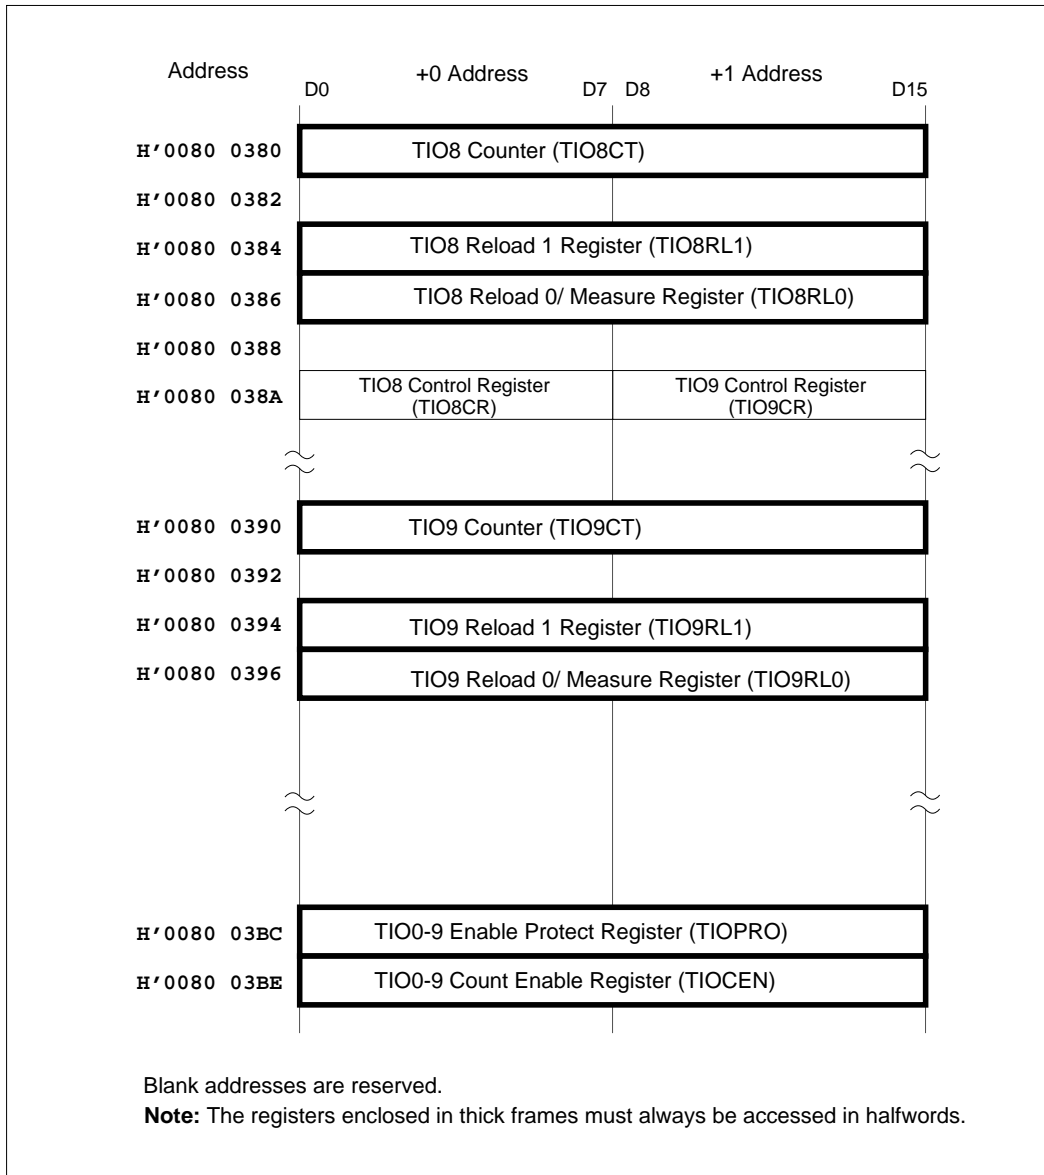 Address +0 Address +1 Address
D0 D7 D8 D15
H'0080 0380 TIO8 Counter (TIO8CT)
H'0080 0382
H'0080 0384 TIO8 Reload 1 Register (TIO8RL1)
H'0080 0386 TIO8 Reload 0/ Measure Register (TIO8RL0)
H'0080 0388
H'0080 038A TIO8 Control Register (TIO8CR) TIO9 Control Register (TIO9CR)
H'0080 0390 TIO9 Counter (TIO9CT)
H'0080 0392
H'0080 0394 TIO9 Reload 1 Register (TIO9RL1)
H'0080 0396 TIO9 Reload 0/ Measure Register (TIO9RL0)
H'0080 03BC TIO0-9 Enable Protect Register (TIOPRO)
H'0080 03BE TIO0-9 Count Enable Register (TIOCEN)
Blank addresses are reserved.
Note: The registers enclosed in thick frames must always be accessed in halfwords.